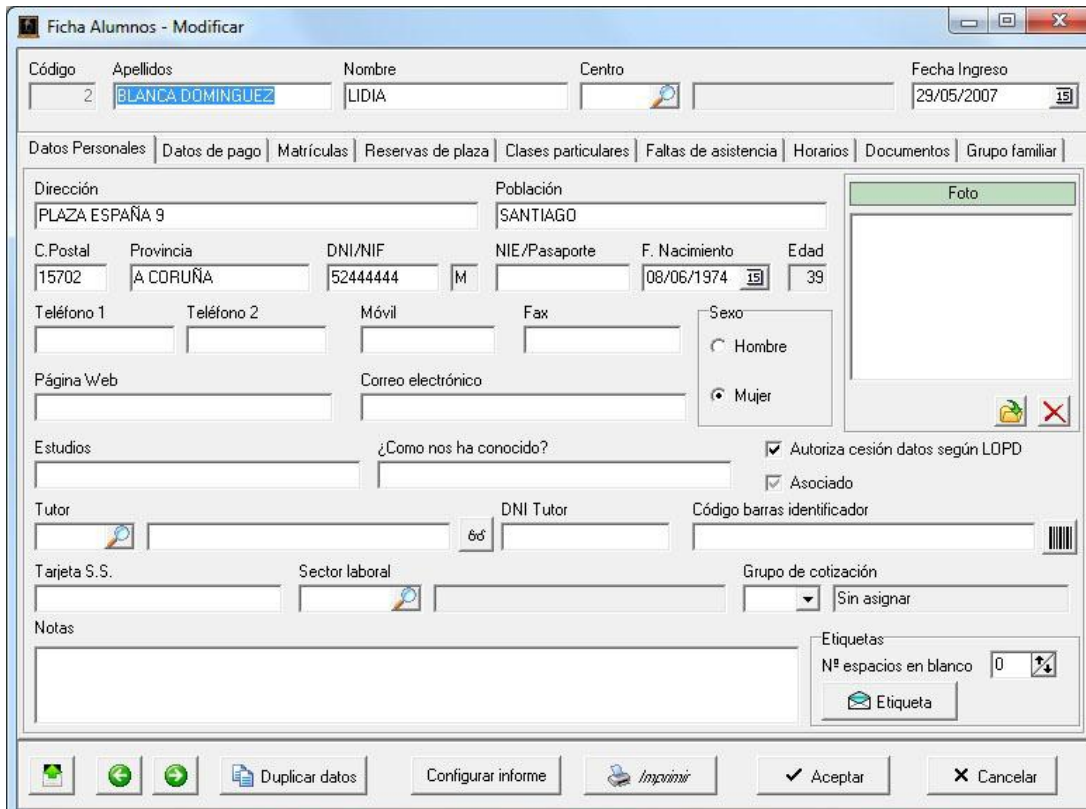 Ficha Alumnos - Modificar
Código Apellidos Nombre Centro Fecha Ingreso
2 BLANCA DOMINGUEZ LIDIA 29/05/2007 15
Datos Personales Datos de pago Matrículas Reservas de plaza Clases particulares Faltas de asistencia Horarios Documentos Grupo familiar
Dirección Población Foto
PLAZA ESPAÑA 9 SANTIAGO
C.Postal Provincia DNI/NIF NIE/Pasaporte F. Nacimiento Edad
15702 A CORUÑA 52444444 M 08/06/1974 15 39
Teléfono 1 Teléfono 2 Móvil Fax Sexo
Hombre
Página Web Correo electrónico
Mujer
Estudios ¿Como nos ha conocido? Autoriza cesión datos según LOPD
Asociado
Tutor DNI Tutor Código barras identificador
Tarjeta S.S. Sector laboral Grupo de cotización
Sin asignar
Notas Etiquetas
Nº espacios en blanco 0
Etiqueta
Duplicar datos Configurar informe Imprimir Aceptar Cancelar